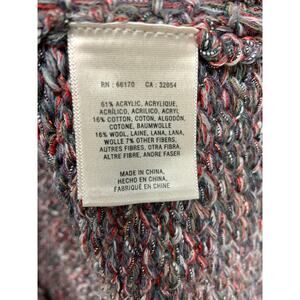 RN : 66170 CA : 32054
61% ACRYLIC, ACRYLIQUE,
ACRÍLICO, ACRILICO, ACRYL
16% COTTON, COTON, ALGODÓN,
COTONE, BAUMWOLLE
16% WOOL, LAINE, LANA, LANA,
WOLLE 7% OTHER FIBERS,
AUTRES FIBRES, OTRA FIBRA,
ALTRE FIBRE, ANDRE FASER
MADE IN CHINA,
HECHO EN CHINA,
FABRIQUÉ EN CHINE